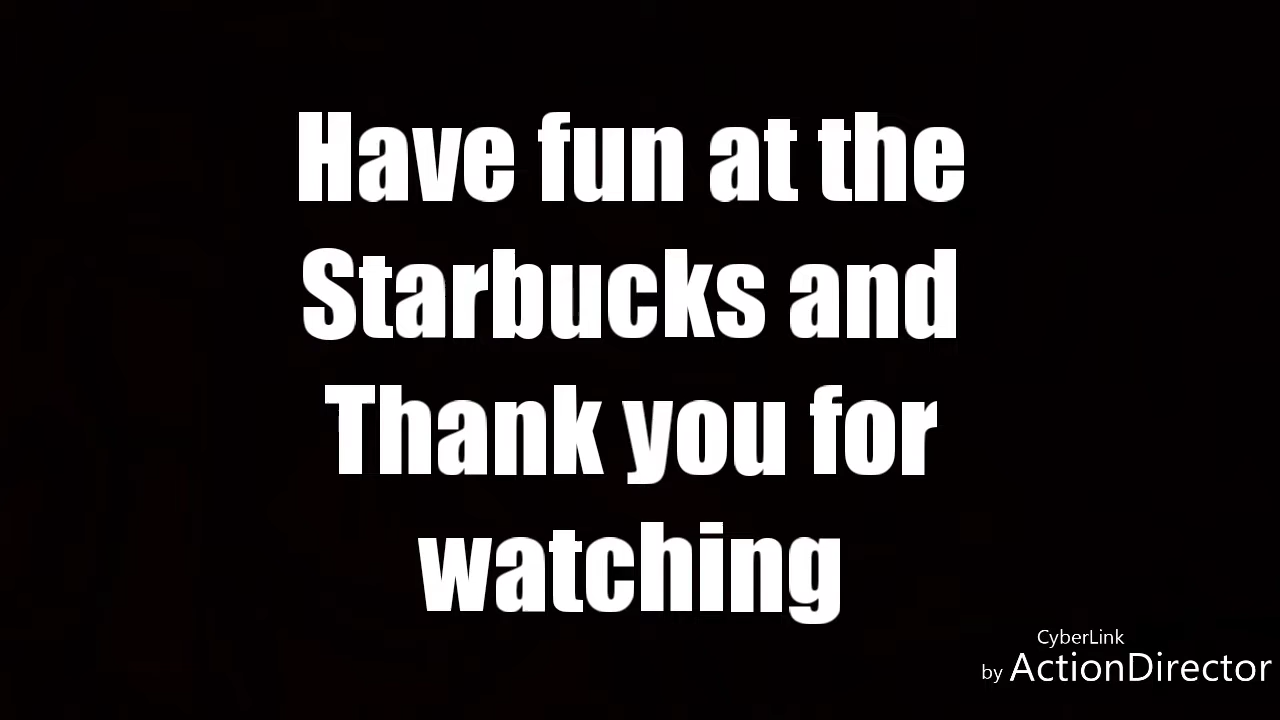 Have fun at the
Starbucks and
Thank you for
watching
CyberLink
by ActionDirector